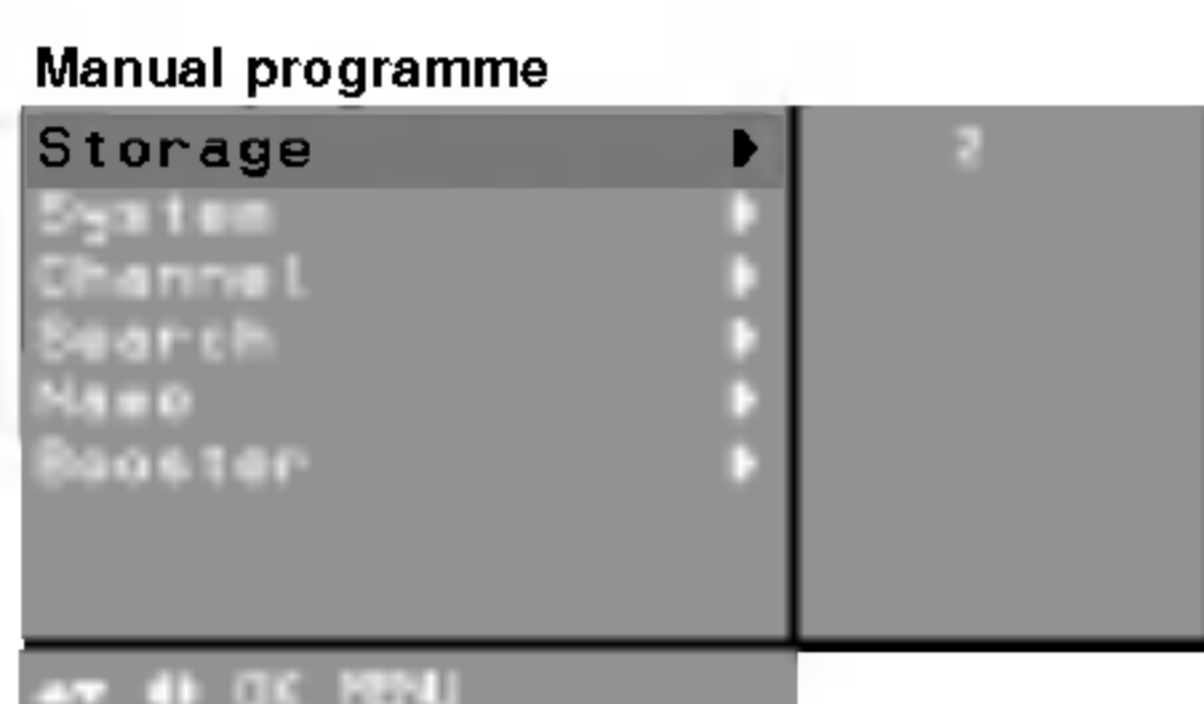 Manual programme
Storage 2
System
Channel
Search
Name
Booster
OK MENU